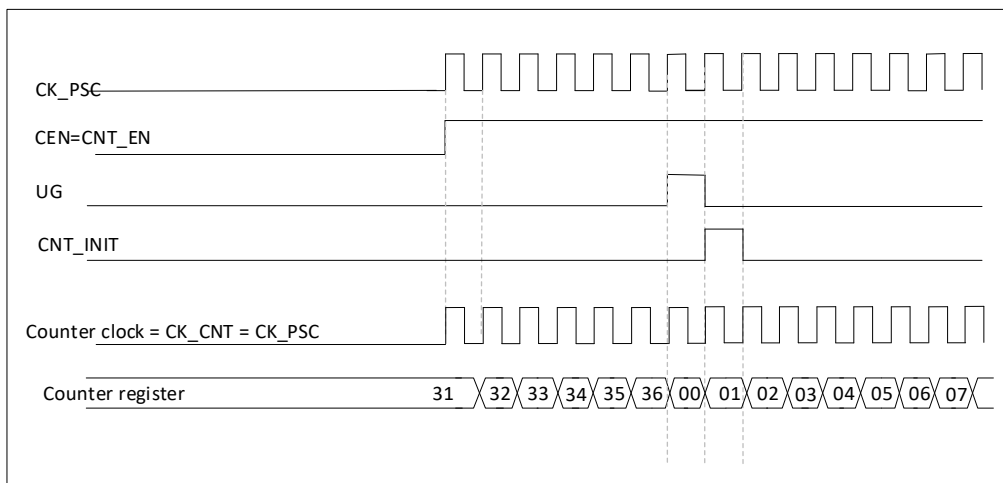 CK_PSC
CEN=CNT_EN
UG
CNT_INIT
Counter clock = CK_CNT = CK_PSC
Counter register 31 32 33 34 35 36 00 01 02 03 04 05 06 07